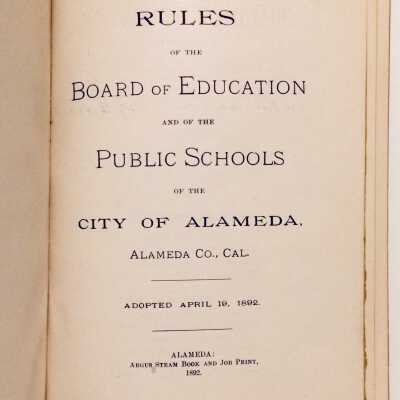 RULES
OF THE
BOARD OF EDUCATION
AND OF THE
PUBLIC SCHOOLS
OF THE
CITY OF ALAMEDA,
ALAMEDA CO., CAL.
ADOPTED APRIL 19, 1892.
ALAMEDA:
ARGUS STEAM BOOK AND JOB PRINT,
1892.